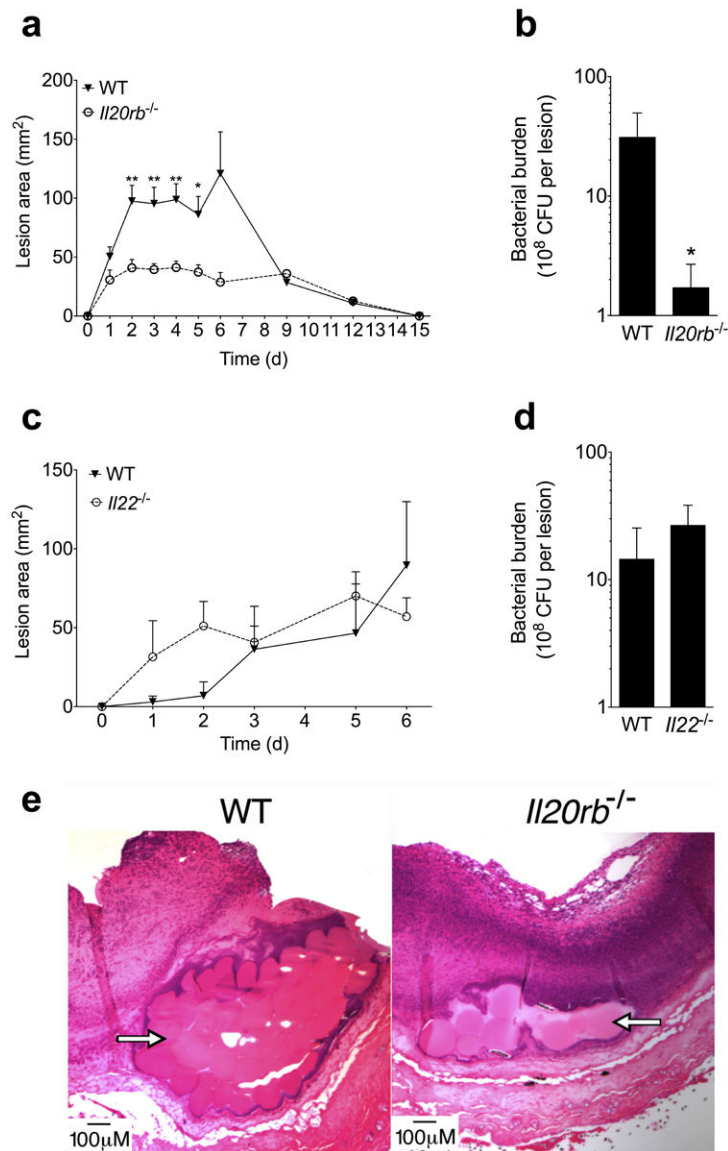 a
WT
Il20rb-/-
Lesion area (mm2)
200
150
100
50
0
** ** ** *
0 1 2 3 4 5 6 7 8 9 10 11 12 13 14 15
Time (d)
b
Bacterial burden
(10⁸ CFU per lesion)
100
10
1
*
WT Il20rb-/-
c
WT
Il22-/-
Lesion area (mm2)
150
100
50
0
0 1 2 3 4 5 6
Time (d)
d
Bacterial burden
(10⁸ CFU per lesion)
100
10
1
WT Il22-/-
e
WT
Il20rb-/-
100µM
100µM